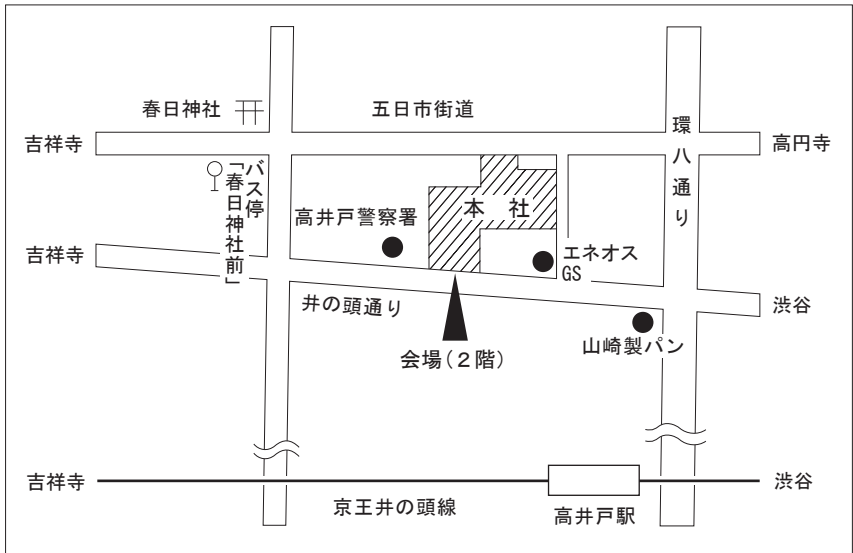 春日神社
五日市街道
吉祥寺
高円寺
環八通り
バス停
「春日神社前」
本社
高井戸警察署
エネオス
GS
吉祥寺
井の頭通り
渋谷
山崎製パン
会場(2階)
吉祥寺
京王井の頭線
高井戸駅
渋谷